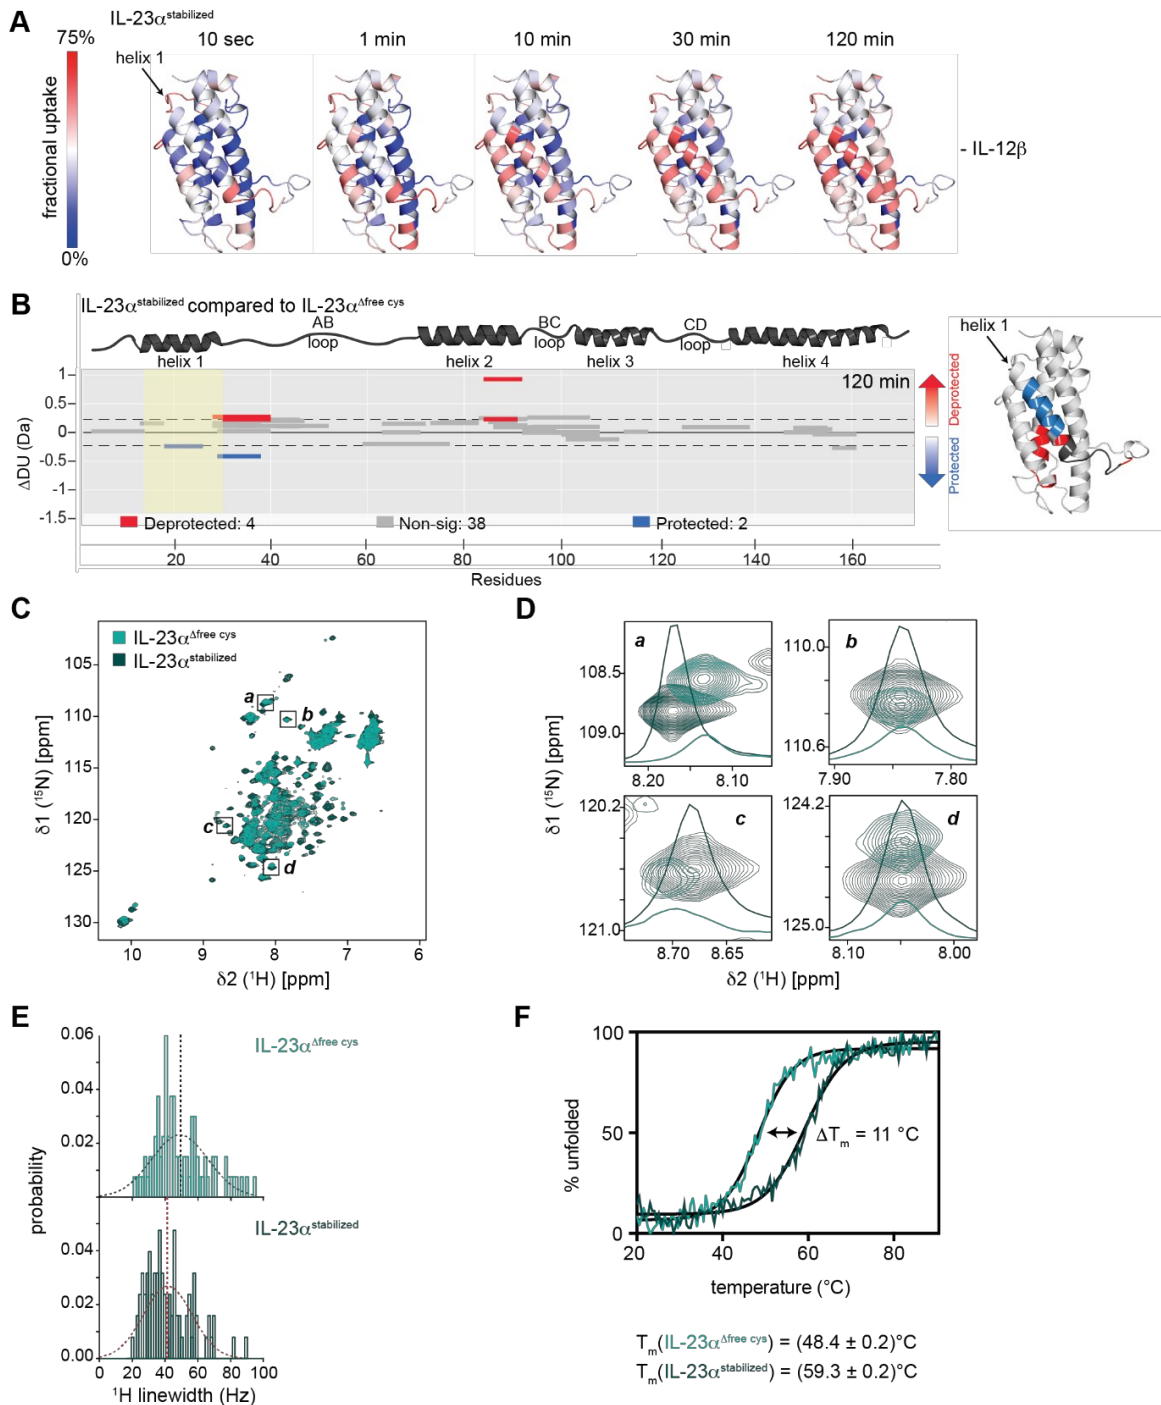 A
IL-23α^stabilized
75%
0%
fractional uptake
helix 1
10 sec
1 min
10 min
30 min
120 min
- IL-12β
B
IL-23α^stabilized compared to IL-23α^Δfree cys
AB loop
BC loop
CD loop
helix 1
helix 2
helix 3
helix 4
120 min
ΔDU (Da)
1
0.5
0
-0.5
-1
-1.5
Deprotected: 4
Non-sig: 38
Protected: 2
20
40
60
80
100
120
140
160
Residues
Deprotected
Protected
helix 1
C
IL-23α^Δfree cys
IL-23α^stabilized
a
b
c
d
105
110
115
120
125
130
δ1 (¹⁵N) [ppm]
10
9
8
7
6
δ2 (¹H) [ppm]
D
δ1 (¹⁵N) [ppm]
a
108.5
109.0
8.20
8.10
b
110.0
110.6
7.90
7.80
c
120.2
121.0
8.70
8.65
d
124.2
125.0
8.10
8.00
δ2 (¹H) [ppm]
E
IL-23α^Δfree cys
0.06
0.04
0.02
probability
IL-23α^stabilized
0.04
0.02
0.00
0
20
40
60
80
100
¹H linewidth (Hz)
F
100
50
0
% unfolded
ΔTₘ = 11 °C
20
40
60
80
temperature (°C)
Tₘ(IL-23α^Δfree cys) = (48.4 ± 0.2)°C
Tₘ(IL-23α^stabilized) = (59.3 ± 0.2)°C